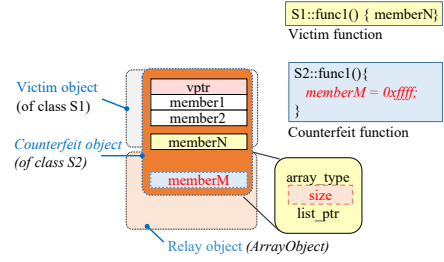 S1::func1() { memberN}
Victim function
S2::func1(){
memberM = 0xffff;
}
Counterfeit function
Victim object
(of class S1)
Counterfeit object
(of class S2)
vptr
member1
member2
memberN
memberM
array_type
size
list_ptr
Relay object (ArrayObject)